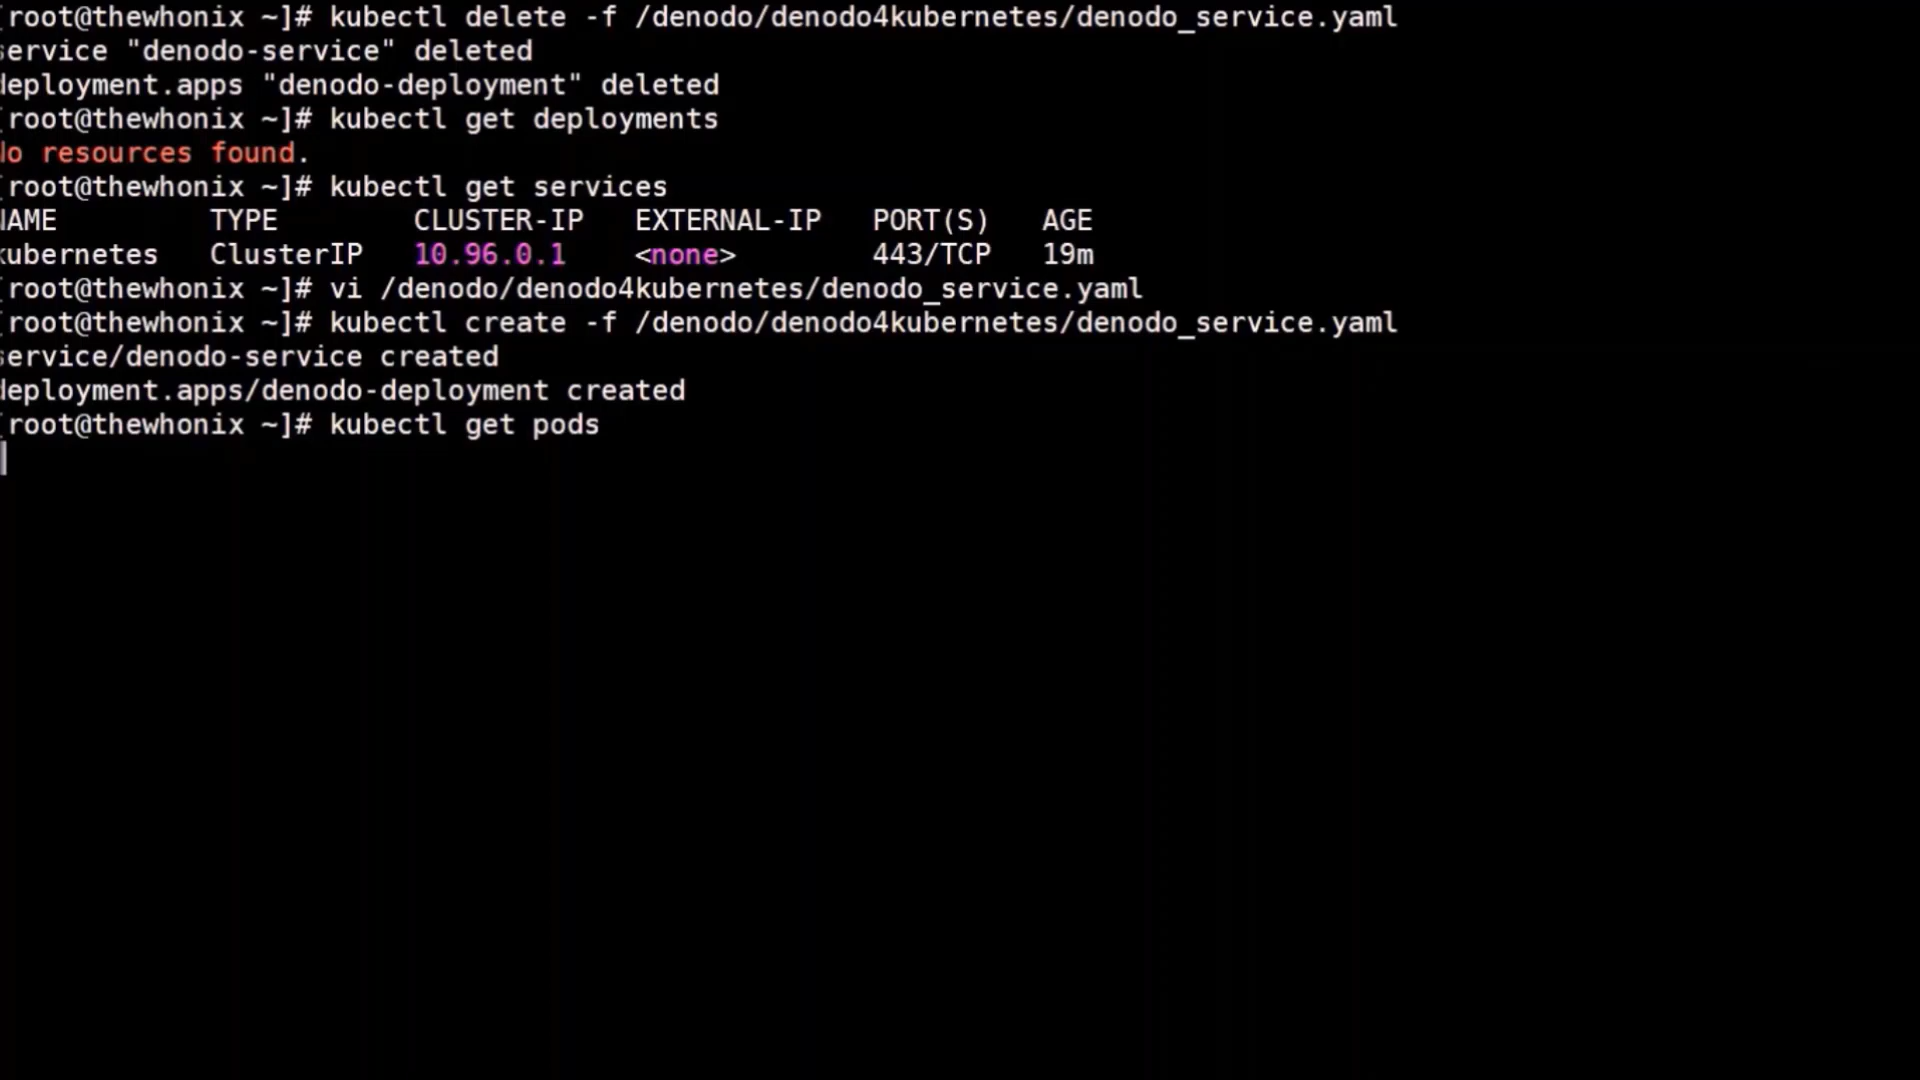 [root@thewhonix ~]# kubectl delete -f /denodo/denodo4kubernetes/denodo_service.yaml
service "denodo-service" deleted
deployment.apps "denodo-deployment" deleted
[root@thewhonix ~]# kubectl get deployments
No resources found.
[root@thewhonix ~]# kubectl get services
NAME TYPE CLUSTER-IP EXTERNAL-IP PORT(S) AGE
kubernetes ClusterIP 10.96.0.1 <none> 443/TCP 19m
[root@thewhonix ~]# vi /denodo/denodo4kubernetes/denodo_service.yaml
[root@thewhonix ~]# kubectl create -f /denodo/denodo4kubernetes/denodo_service.yaml
service/denodo-service created
deployment.apps/denodo-deployment created
[root@thewhonix ~]# kubectl get pods